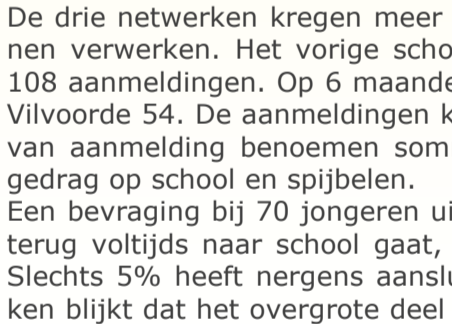 De drie netwerken kregen meer
nen verwerken. Het vorige scho
108 aanmeldingen. Op 6 maande
Vilvoorde 54. De aanmeldingen k
van aanmelding benoemen som
gedrag op school en spijbelen.
Een bevraging bij 70 jongeren ui
terug voltijds naar school gaat,
Slechts 5% heeft nergens aanslu
ken blijkt dat het overgrote deel